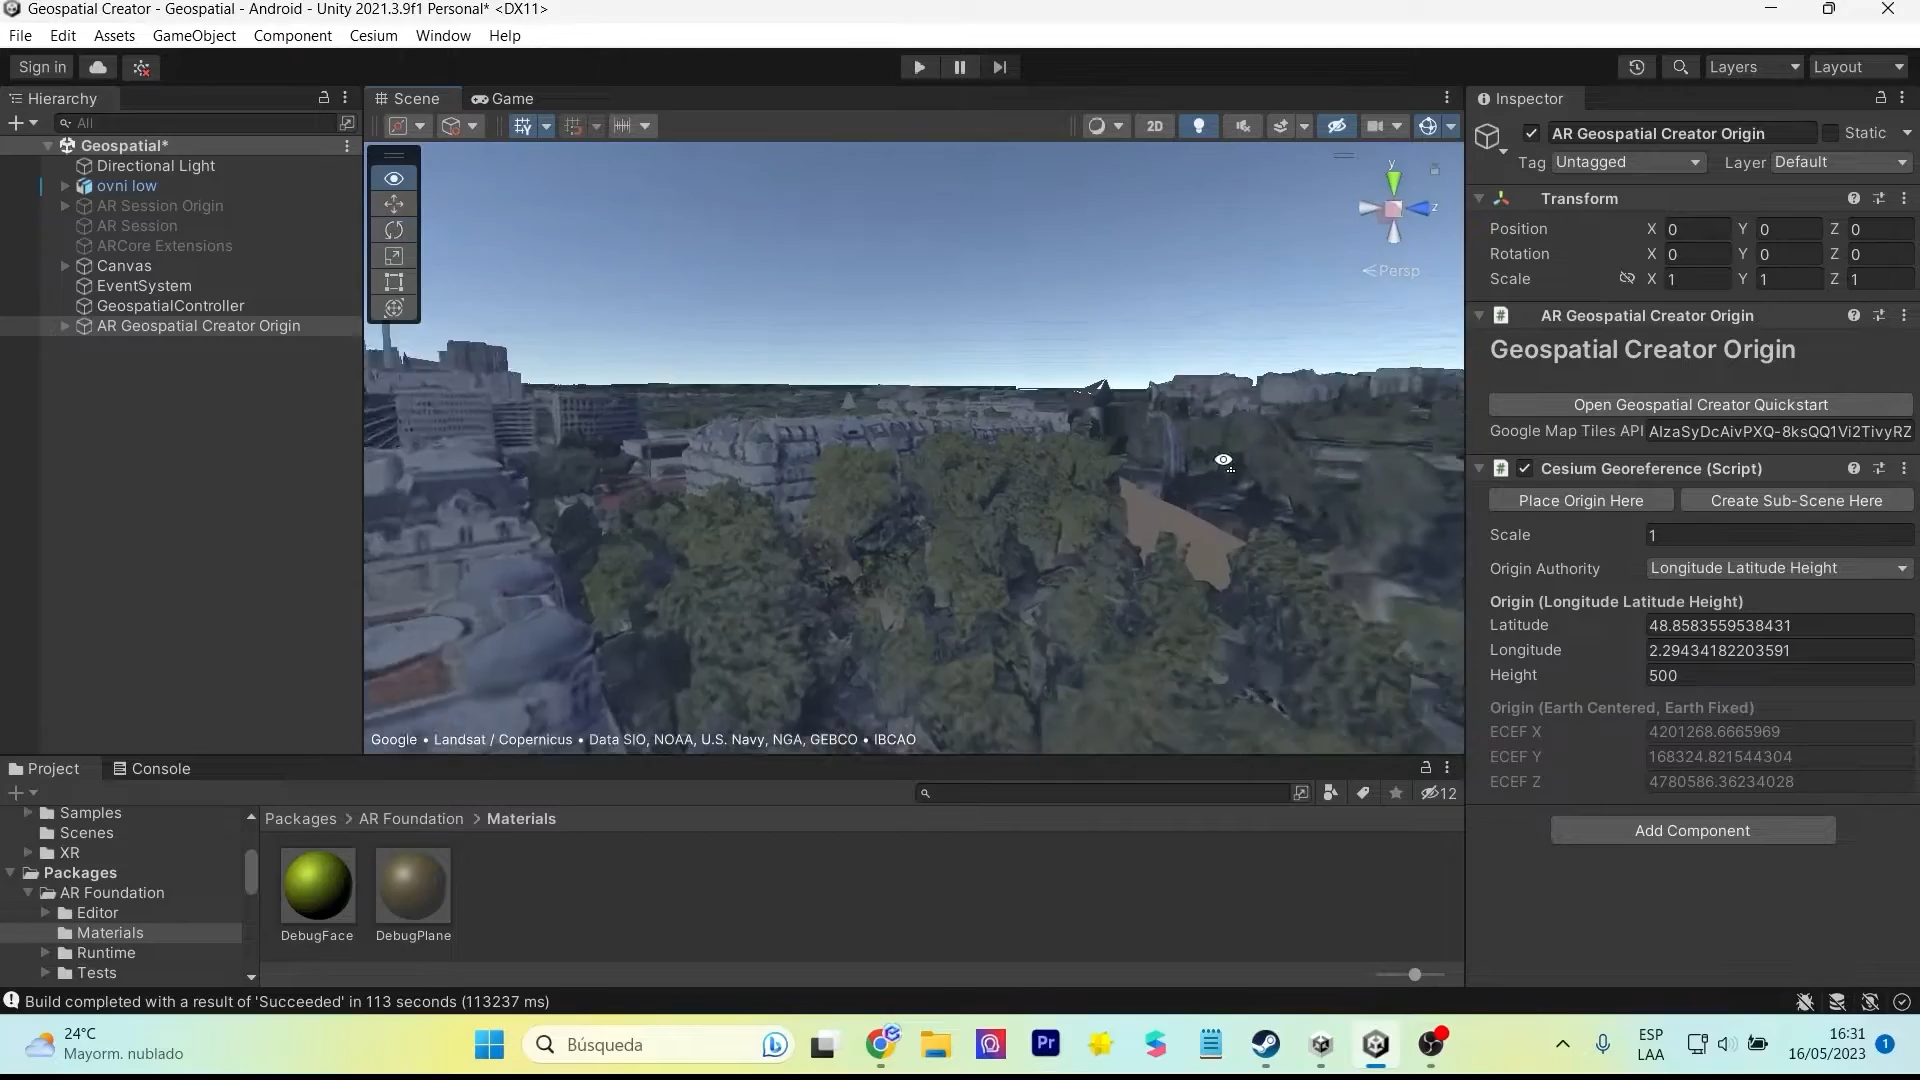 Geospatial Creator - Geospatial - Android - Unity 2021.3.9f1 Personal* <DX11>
File Edit Assets GameObject Component Cesium Window Help
Sign in
Layers
Layout
Hierarchy
All
Geospatial*
Directional Light
ovni low
AR Session Origin
AR Session
ARCore Extensions
Canvas
EventSystem
GeospatialController
AR Geospatial Creator Origin
Scene
Game
2D
y
z
Persp
Google • Landsat / Copernicus • Data SIO, NOAA, U.S. Navy, NGA, GEBCO • IBCAO
Inspector
AR Geospatial Creator Origin
Static
Tag Untagged
Layer Default
Transform
Position X 0 Y 0 Z 0
Rotation X 0 Y 0 Z 0
Scale X 1 Y 1 Z 1
AR Geospatial Creator Origin
Geospatial Creator Origin
Open Geospatial Creator Quickstart
Google Map Tiles API AIzaSyDcAivPXQ-8ksQQ1Vi2TivyRZ
Cesium Georeference (Script)
Place Origin Here
Create Sub-Scene Here
Scale 1
Origin Authority Longitude Latitude Height
Origin (Longitude Latitude Height)
Latitude 48.8583559538431
Longitude 2.29434182203591
Height 500
Origin (Earth Centered, Earth Fixed)
ECEF X 4201268.6665969
ECEF Y 168324.821544304
ECEF Z 4780586.36234028
Add Component
Project
Console
12
Samples
Scenes
XR
Packages
AR Foundation
Editor
Materials
Runtime
Tests
Packages > AR Foundation > Materials
DebugFace
DebugPlane
Build completed with a result of 'Succeeded' in 113 seconds (113237 ms)
24°C
Mayorm. nublado
Búsqueda
Pr
ESP
LAA
16:31
16/05/2023
1